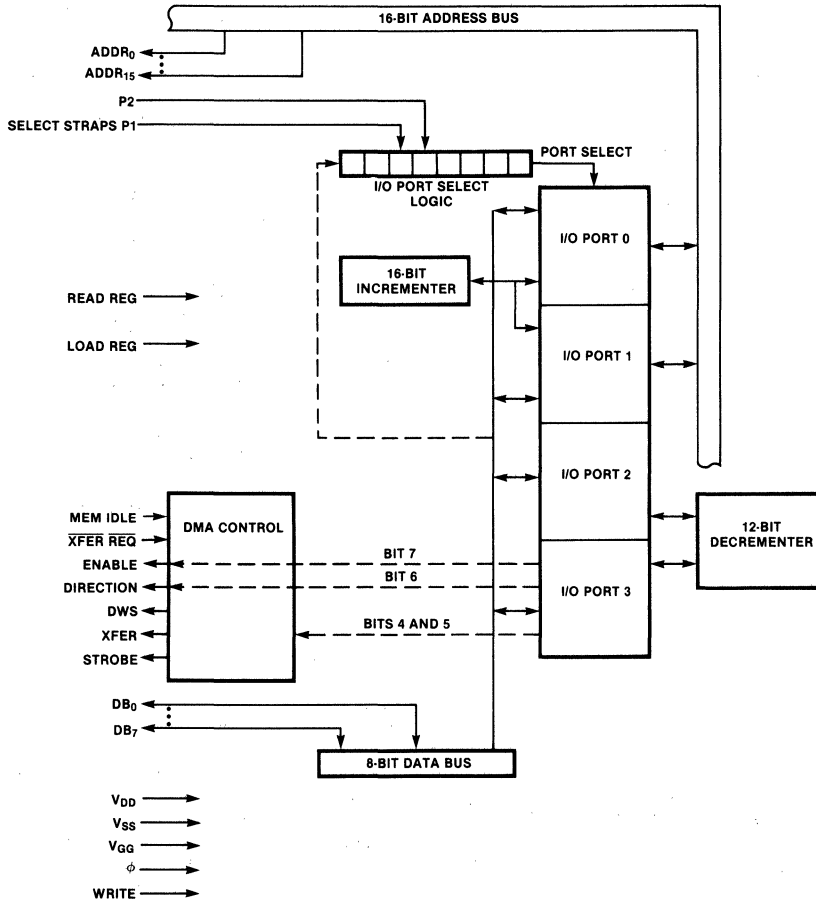 16-BIT ADDRESS BUS
ADDR₀
ADDR₁₅
P2
SELECT STRAPS P1
PORT SELECT
I/O PORT SELECT
LOGIC
I/O PORT 0
16-BIT
INCREMENTER
READ REG
LOAD REG
I/O PORT 1
I/O PORT 2
MEM IDLE
XFER REQ
ENABLE
DIRECTION
DWS
XFER
STROBE
DMA CONTROL
BIT 7
BIT 6
BITS 4 AND 5
I/O PORT 3
12-BIT
DECREMENTER
DB₀
DB₇
8-BIT DATA BUS
V_DD
V_SS
V_GG
ϕ
WRITE